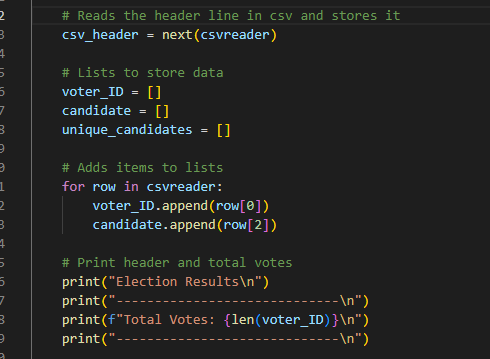 2 # Reads the header line in csv and stores it
3 csv_header = next(csvreader)
4
5 # Lists to store data
6 voter_ID = []
7 candidate = []
8 unique_candidates = []
9
0 # Adds items to lists
1 for row in csvreader:
2 voter_ID.append(row[0])
3 candidate.append(row[2])
4
5 # Print header and total votes
6 print("Election Results\n")
7 print("----------------------------\n")
8 print(f"Total Votes: {len(voter_ID)}\n")
9 print("----------------------------\n")